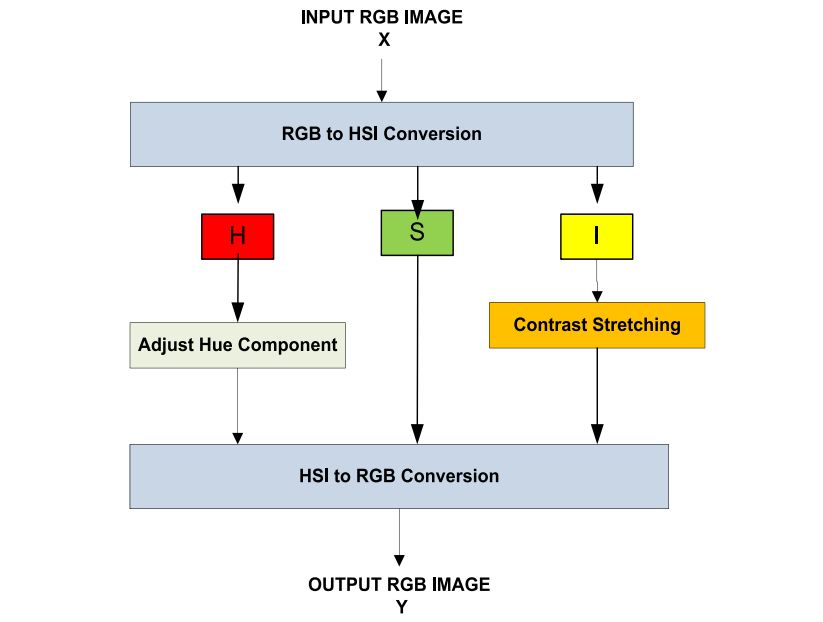 INPUT RGB IMAGE
X
RGB to HSI Conversion
H
S
I
Contrast Stretching
Adjust Hue Component
HSI to RGB Conversion
OUTPUT RGB IMAGE
Y